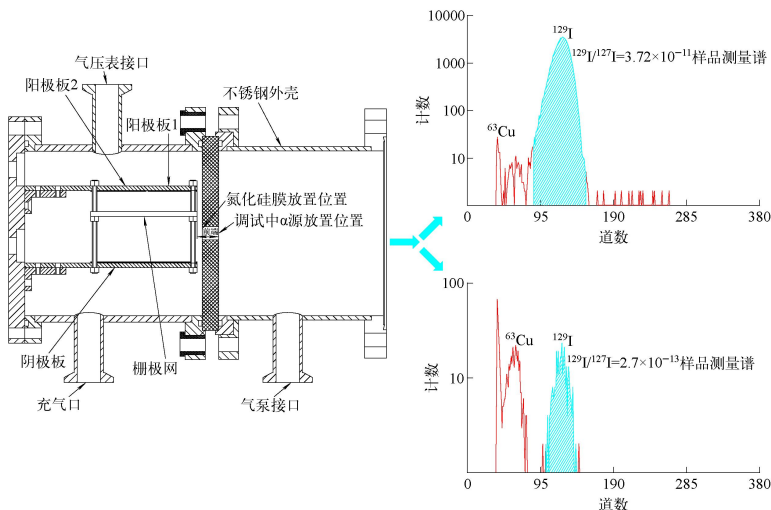 气压表接口
阳极板2
阳极板1
不锈钢外壳
氮化硅膜放置位置
调试中α源放置位置
阴极板
栅极网
充气口
气泵接口
10000
1000
100
10
计数
¹²⁹I
¹²⁹I/¹²⁷I=3.72×10⁻¹¹样品测量谱
⁶³Cu
0 95 190 285 380
道数
100
10
计数
⁶³Cu
¹²⁹I
¹²⁹I/¹²⁷I=2.7×10⁻¹³样品测量谱
0 95 190 285 380
道数